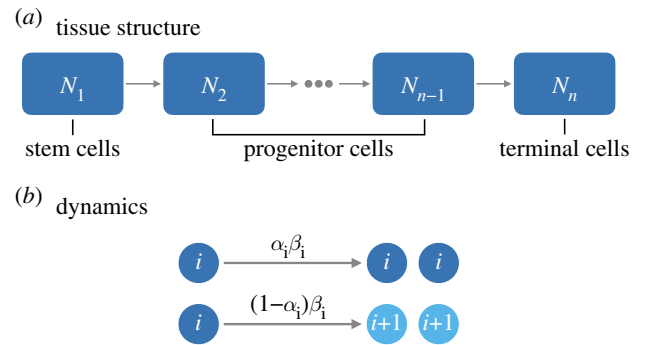 (a) tissue structure
N₁ N₂ ••• Nₙ₋₁ Nₙ
stem cells progenitor cells terminal cells
(b) dynamics
αᵢβᵢ
i i i
(1−αᵢ)βᵢ
i i+1 i+1